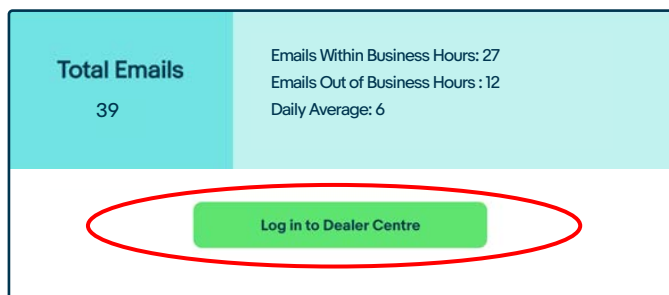 Total Emails
39
Emails Within Business Hours: 27
Emails Out of Business Hours : 12
Daily Average: 6
Log in to Dealer Centre